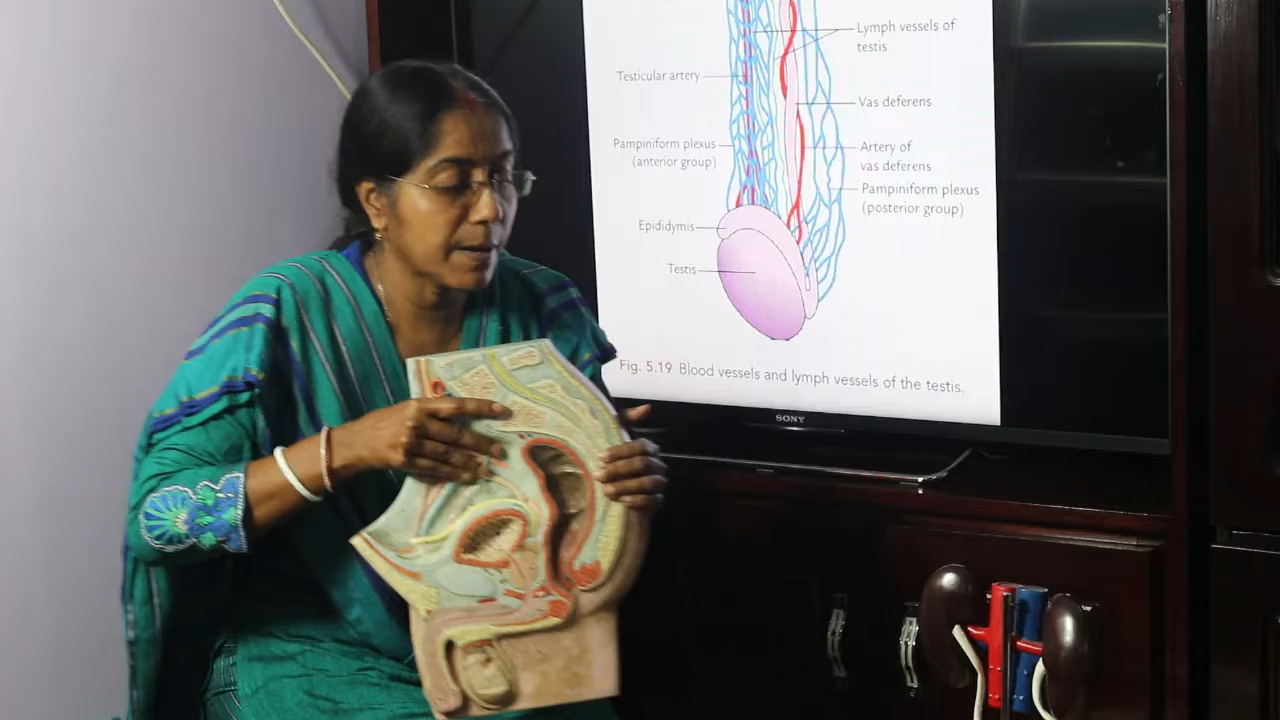 Lymph vessels of
testis
Testicular artery
Vas deferens
Pampiniform plexus
(anterior group)
Artery of
vas deferens
Pampiniform plexus
(posterior group)
Epididymis
Testis
Fig. 5.19 Blood vessels and lymph vessels of the testis.
SONY